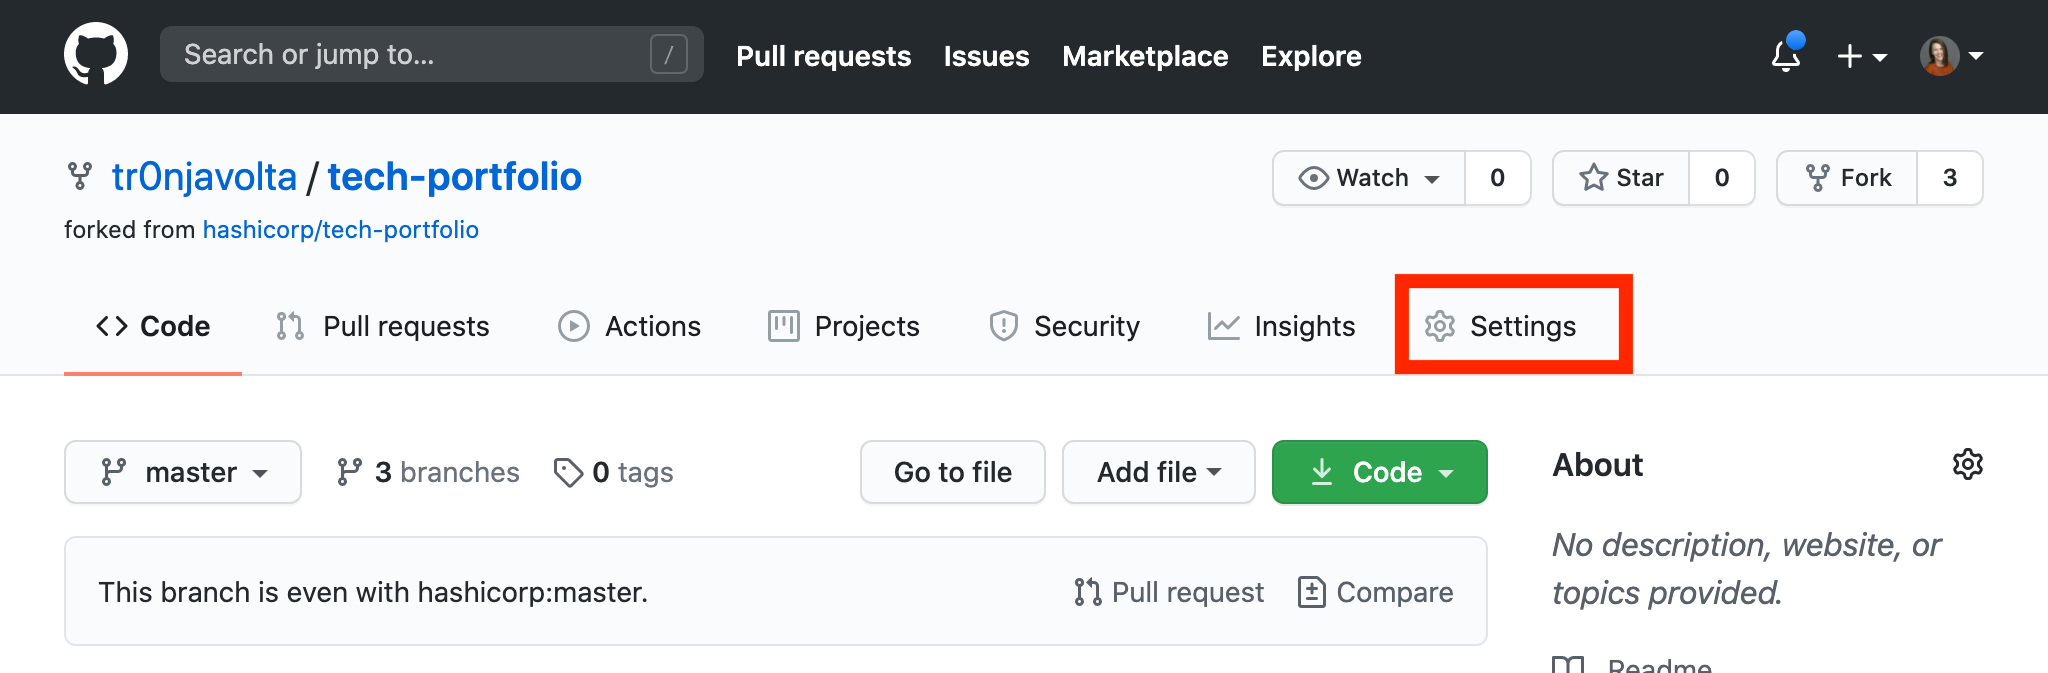 Search or jump to... /
Pull requests Issues Marketplace Explore
tr0njavolta / tech-portfolio
Watch 0 Star 0 Fork 3
forked from hashicorp/tech-portfolio
Code Pull requests Actions Projects Security Insights Settings
master 3 branches 0 tags Go to file Add file Code
About
This branch is even with hashicorp:master. Pull request Compare
No description, website, or
topics provided.
Readme